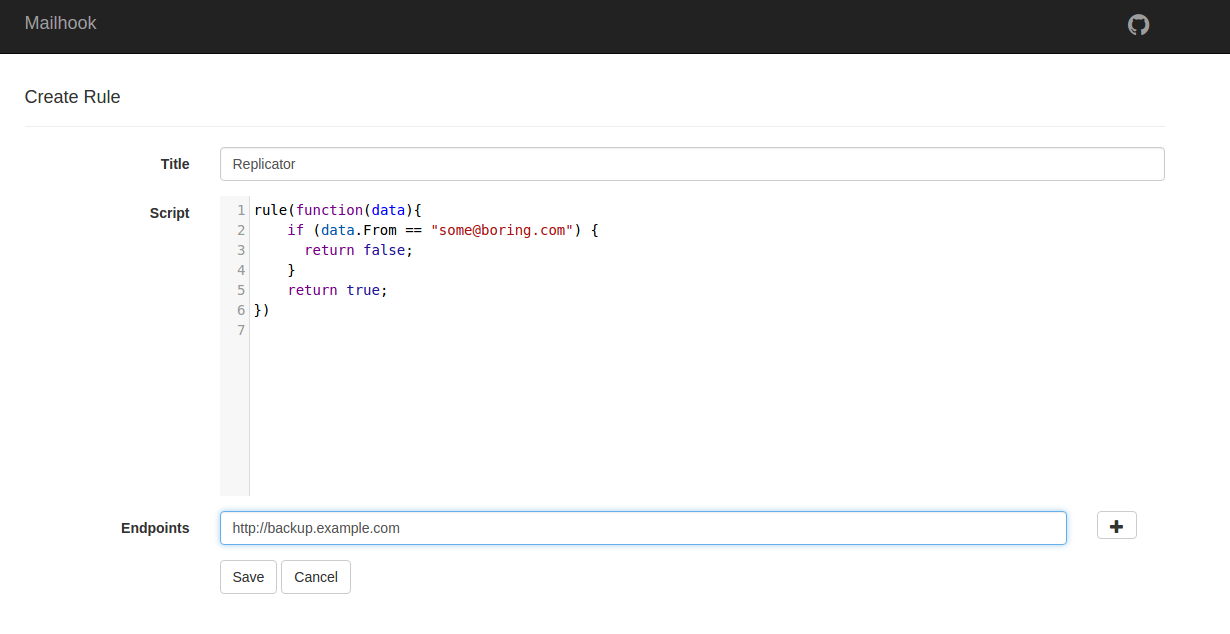 Mailhook
Create Rule
Title
Replicator
Script
1 rule(function(data){
2     if (data.From == "some@boring.com") {
3       return false;
4     }
5     return true;
6 })
7
Endpoints
http://backup.example.com
Save Cancel